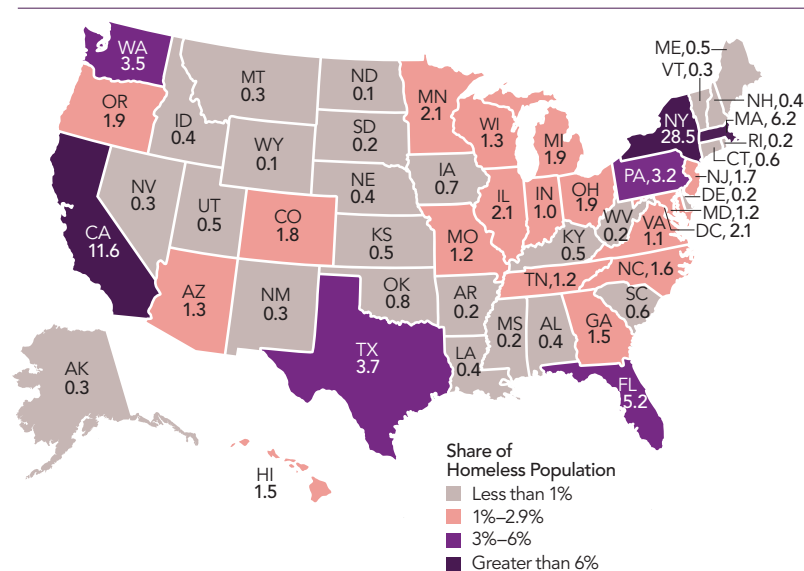 WA
3.5
OR
1.9
CA
11.6
NV
0.3
ID
0.4
MT
0.3
WY
0.1
UT
0.5
AZ
1.3
CO
1.8
NM
0.3
ND
0.1
SD
0.2
NE
0.4
KS
0.5
OK
0.8
TX
3.7
MN
2.1
IA
0.7
MO
1.2
AR
0.2
LA
0.4
WI
1.3
IL
2.1
MI
1.9
IN
1.0
OH
1.9
KY
0.5
TN, 1.2
MS
0.2
AL
0.4
GA
1.5
FL
5.2
SC
0.6
NC, 1.6
VA
1.1
WV
0.2
PA, 3.2
NY
28.5
ME, 0.5
VT, 0.3
NH, 0.4
MA, 6.2
RI, 0.2
CT, 0.6
NJ, 1.7
DE, 0.2
MD, 1.2
DC, 2.1
AK
0.3
HI
1.5
Share of
Homeless Population
Less than 1%
1%–2.9%
3%–6%
Greater than 6%